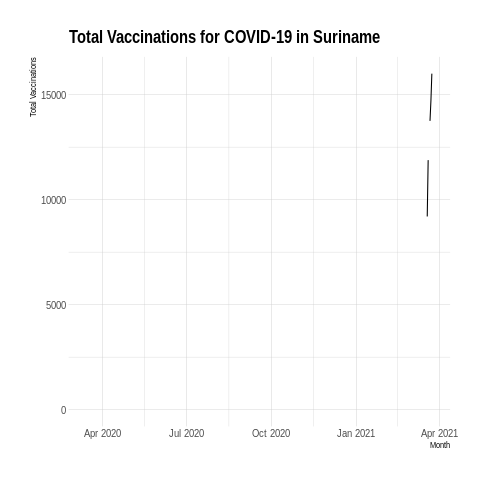 Total Vaccinations for COVID-19 in Suriname
Total Vaccinations
15000
10000
5000
0
Apr 2020 Jul 2020 Oct 2020 Jan 2021 Apr 2021
Month